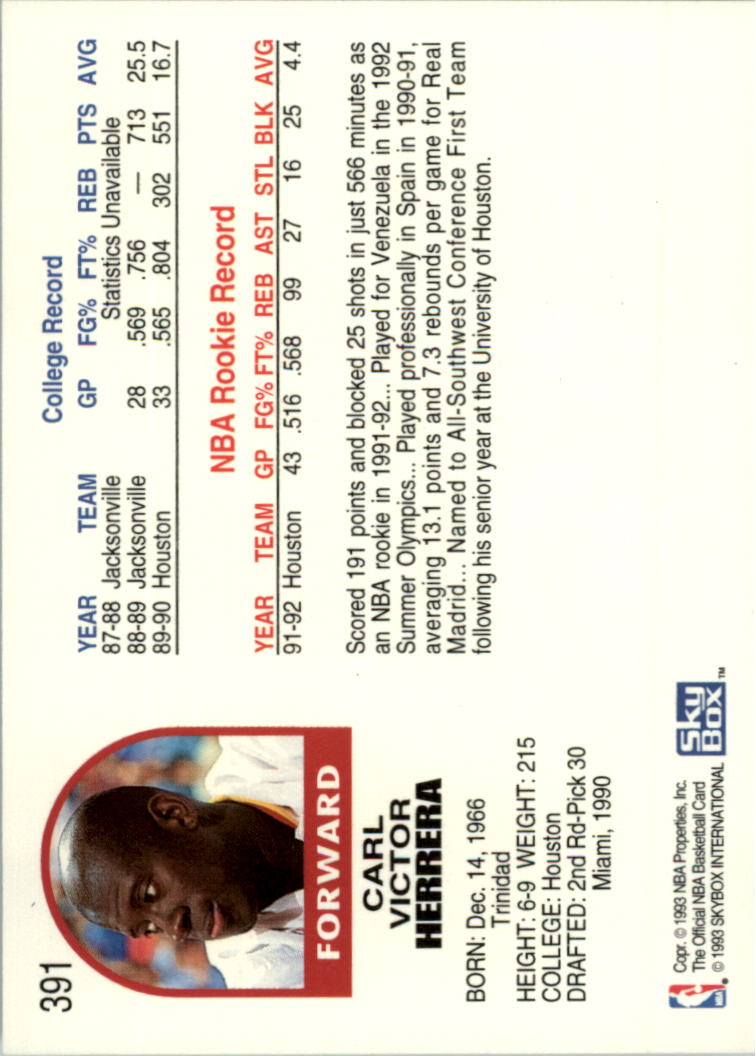 391
FORWARD
CARL
VICTOR
HERRERA
BORN: Dec. 14, 1966
Trinidad
HEIGHT: 6-9 WEIGHT: 215
COLLEGE: Houston
DRAFTED: 2nd Rd-Pick 30
Miami, 1990
College Record
YEAR TEAM GP FG% FT% REB PTS AVG
87-88 Jacksonville Statistics Unavailable
88-89 Jacksonville 28 .569 .756 — 713 25.5
89-90 Houston 33 .565 .804 302 551 16.7
NBA Rookie Record
YEAR TEAM GP FG% FT% REB AST STL BLK AVG
91-92 Houston 43 .516 .568 99 27 16 25 4.4
Scored 191 points and blocked 25 shots in just 566 minutes as
an NBA rookie in 1991-92... Played for Venezuela in the 1992
Summer Olympics... Played professionally in Spain in 1990-91,
averaging 13.1 points and 7.3 rebounds per game for Real
Madrid... Named to All-Southwest Conference First Team
following his senior year at the University of Houston.
NBA
Copr. © 1993 NBA Properties, Inc.
The Official NBA Basketball Card
© 1993 SKYBOX INTERNATIONAL
SkyBox™